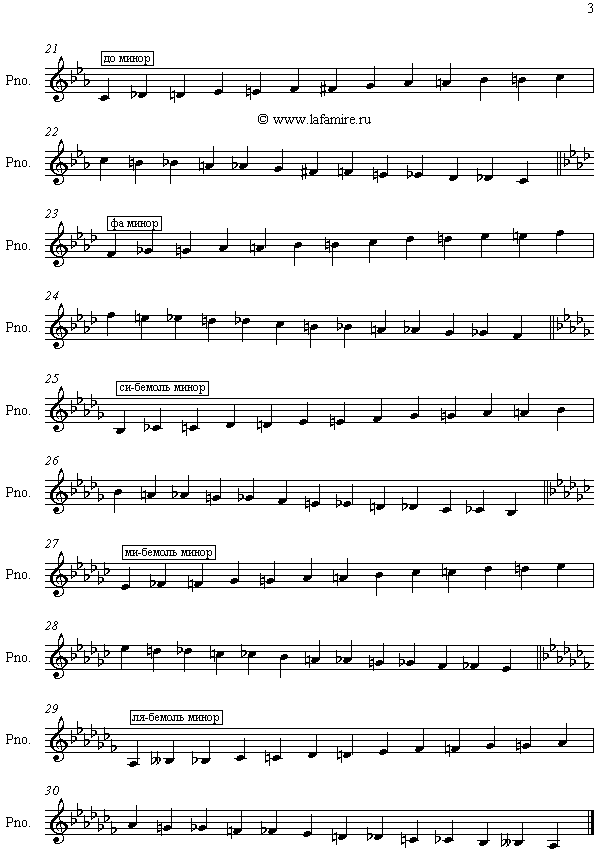 3
21
до минор
Pno.
© www.lafamire.ru
22
Pno.
23
фа минор
Pno.
24
Pno.
25
си-бемоль минор
Pno.
26
Pno.
27
ми-бемоль минор
Pno.
28
Pno.
29
ля-бемоль минор
Pno.
30
Pno.